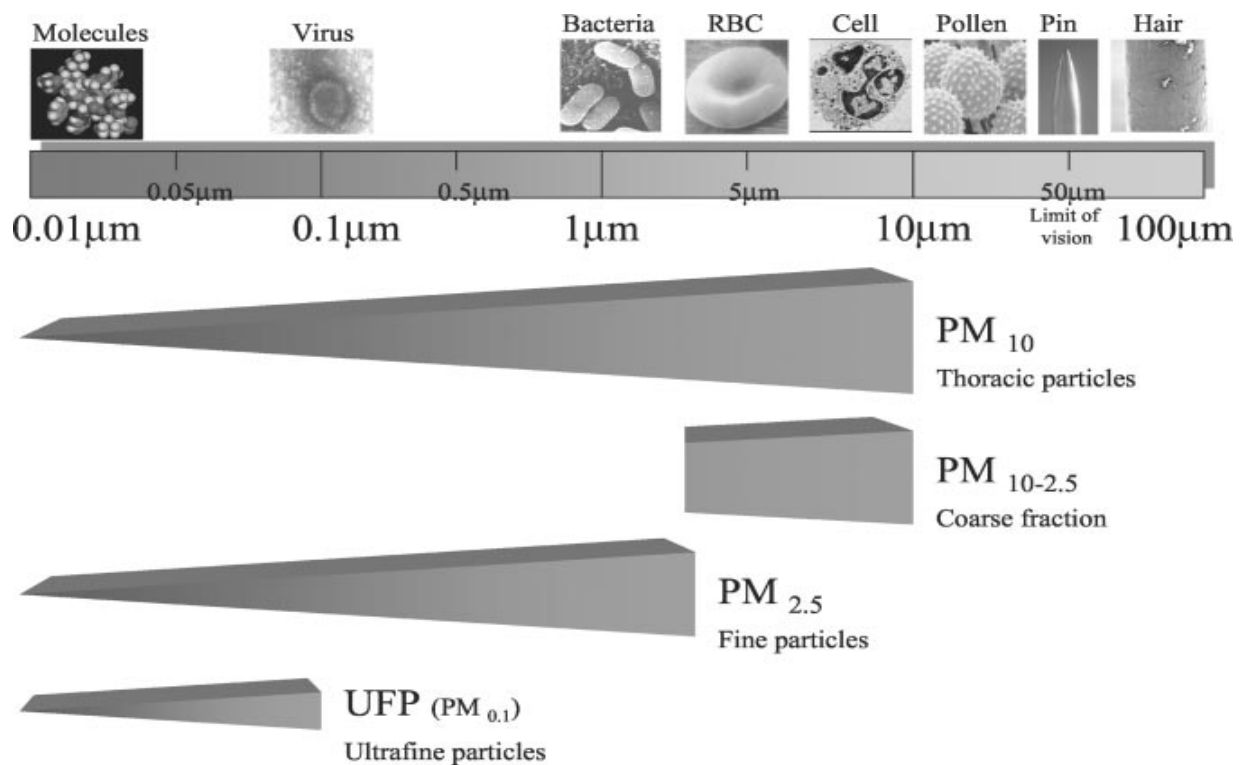 Molecules
Virus
Bacteria
RBC
Cell
Pollen
Pin
Hair
0.05μm
0.5μm
5μm
50μm
0.01μm
0.1μm
1μm
10μm
Limit of
vision
100μm
PM 10
Thoracic particles
PM 10-2.5
Coarse fraction
PM 2.5
Fine particles
UFP (PM 0.1)
Ultrafine particles